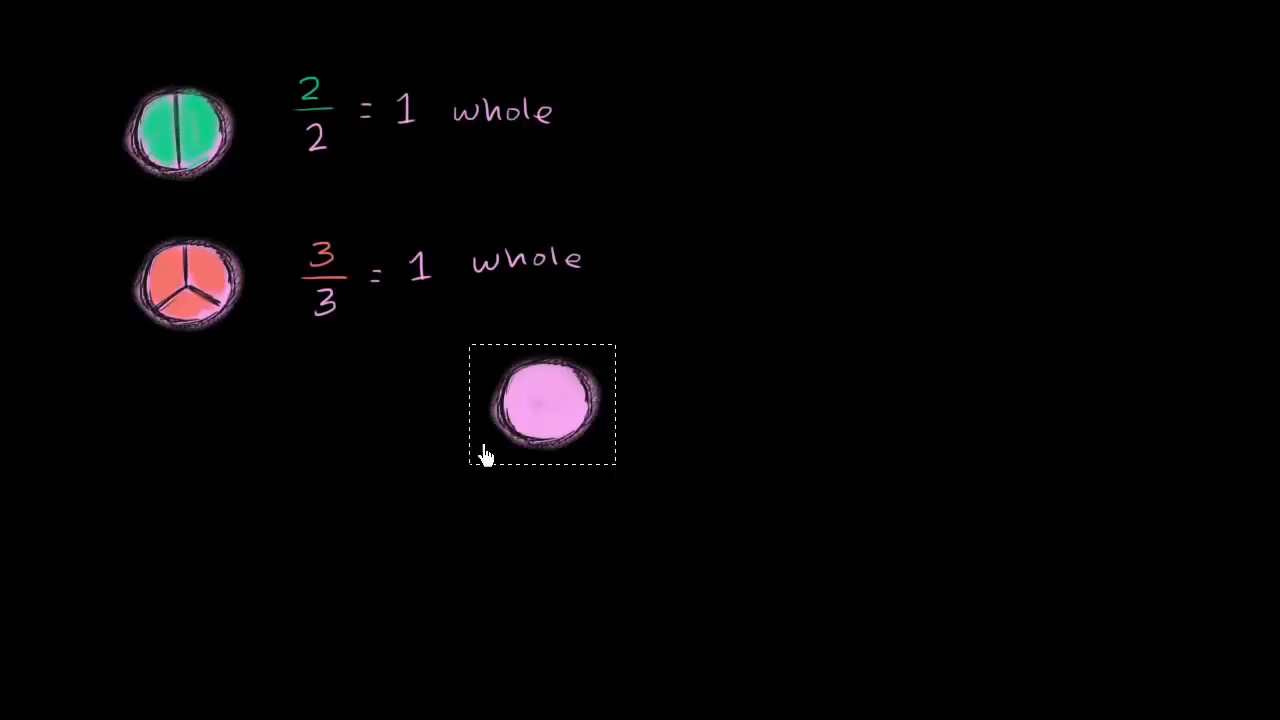 2/2 = 1 whole
3/3 = 1 whole